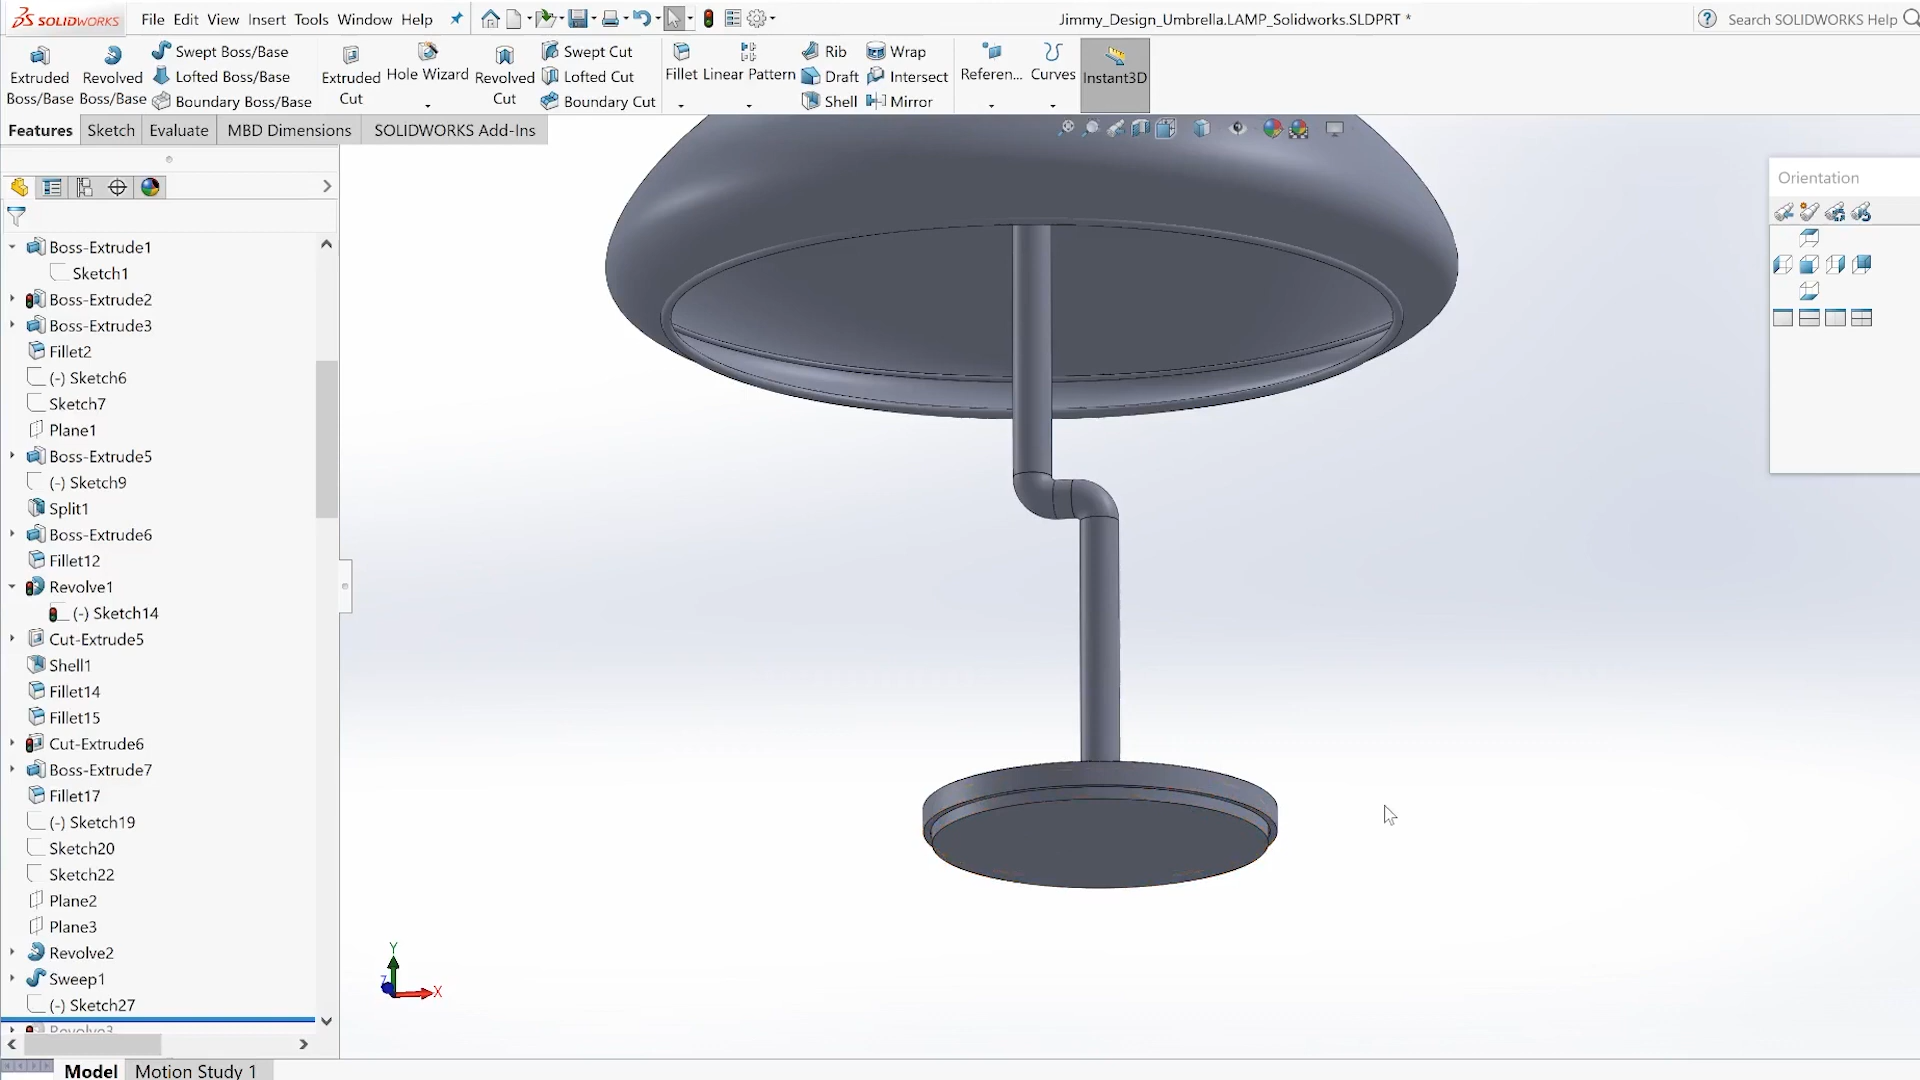 SOLIDWORKS File Edit View Insert Tools Window Help Jimmy_Design_Umbrella.LAMP_Solidworks.SLDPRT * Search SOLIDWORKS Help
Extruded Boss/Base
Revolved Boss/Base
Swept Boss/Base
Lofted Boss/Base
Boundary Boss/Base
Extruded Cut
Hole Wizard
Revolved Cut
Swept Cut
Lofted Cut
Boundary Cut
Fillet
Linear Pattern
Rib
Draft
Shell
Wrap
Intersect
Mirror
Referen...
Curves
Instant3D
Features Sketch Evaluate MBD Dimensions SOLIDWORKS Add-Ins
Orientation
Boss-Extrude1
Sketch1
Boss-Extrude2
Boss-Extrude3
Fillet2
(-) Sketch6
Sketch7
Plane1
Boss-Extrude5
(-) Sketch9
Split1
Boss-Extrude6
Fillet12
Revolve1
(-) Sketch14
Cut-Extrude5
Shell1
Fillet14
Fillet15
Cut-Extrude6
Boss-Extrude7
Fillet17
(-) Sketch19
Sketch20
Sketch22
Plane2
Plane3
Revolve2
Sweep1
(-) Sketch27
Revolve3
Y
Z
X
Model Motion Study 1